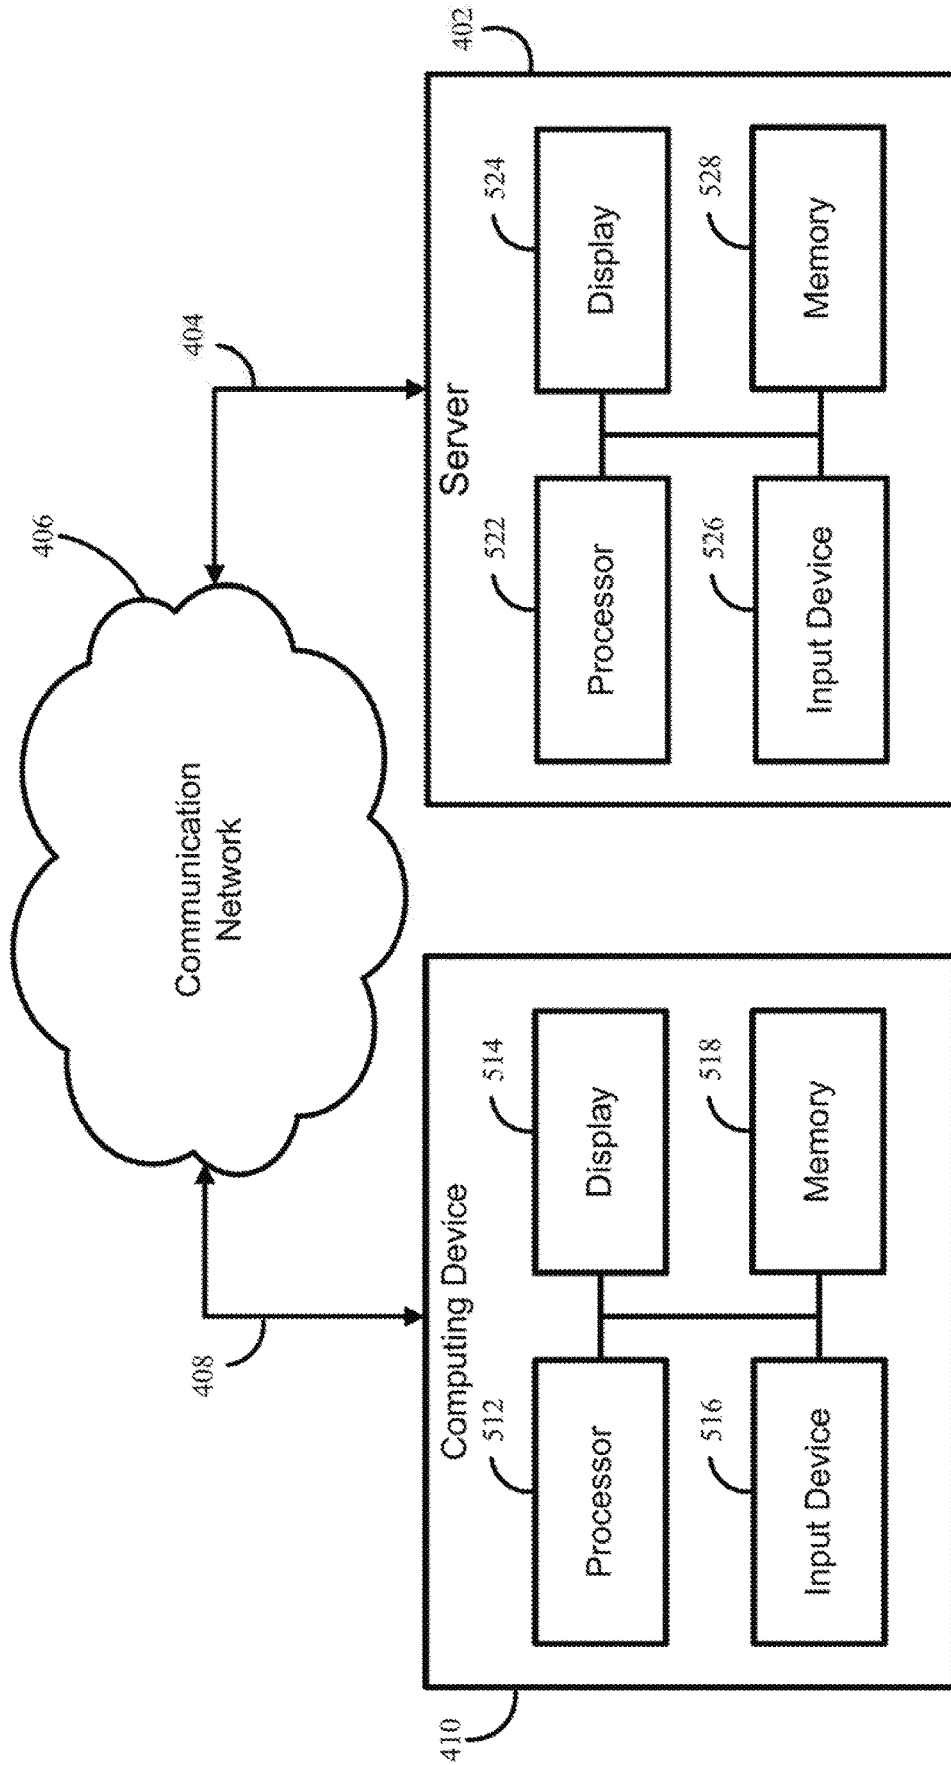 406
Communication
Network
408
404
410
402
Computing Device
Server
512
514
522
524
Processor
Display
Processor
Display
516
518
526
528
Input Device
Memory
Input Device
Memory